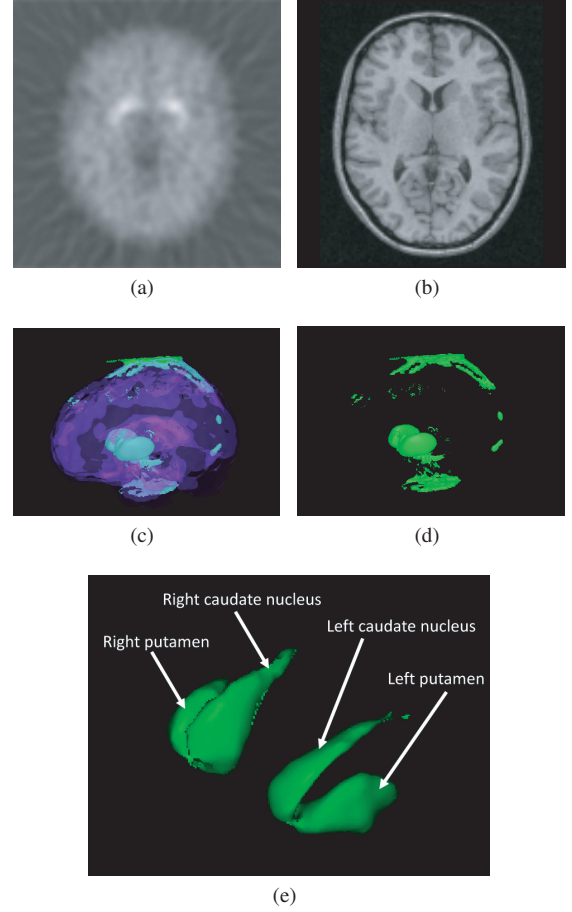 (a)
(b)
(c)
(d)
Right caudate nucleus
Left caudate nucleus
Right putamen
Left putamen
(e)